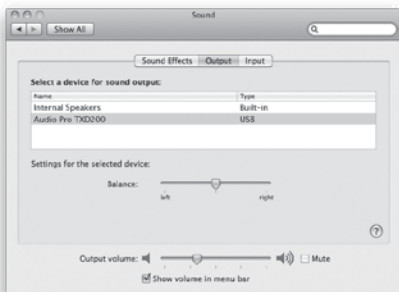 Sound
Show All
Sound Effects Output Input
Select a device for sound output:
Name Type
Internal Speakers Built-in
Audio Pro TXD200 USB
Settings for the selected device:
Balance:
left right
?
Output volume: Mute
Show volume in menu bar